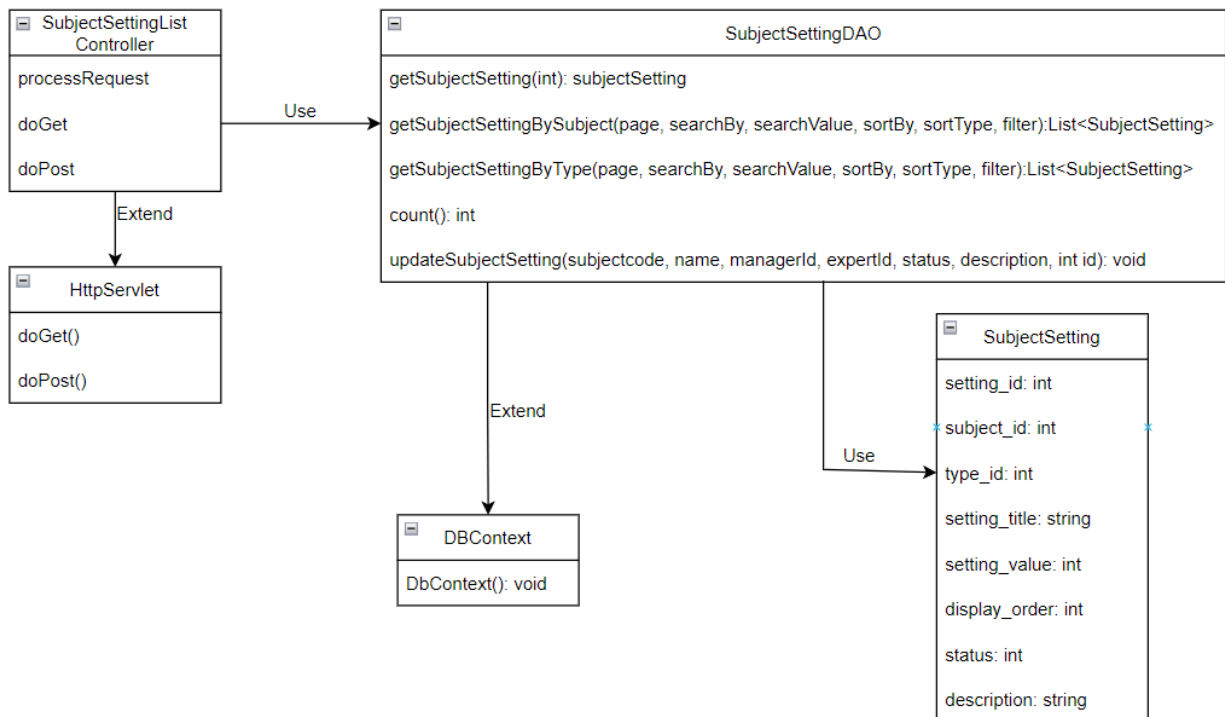 SubjectSettingList
Controller
processRequest
doGet
doPost
Use
SubjectSettingDAO
getSubjectSetting(int): subjectSetting
getSubjectSettingBySubject(page, searchBy, searchValue, sortBy, sortType, filter):List<SubjectSetting>
getSubjectSettingByType(page, searchBy, searchValue, sortBy, sortType, filter):List<SubjectSetting>
count(): int
updateSubjectSetting(subjectcode, name, managerId, expertId, status, description, int id): void
Extend
HttpServlet
doGet()
doPost()
Extend
DBContext
DbContext(): void
Use
SubjectSetting
setting_id: int
subject_id: int
type_id: int
setting_title: string
setting_value: int
display_order: int
status: int
description: string